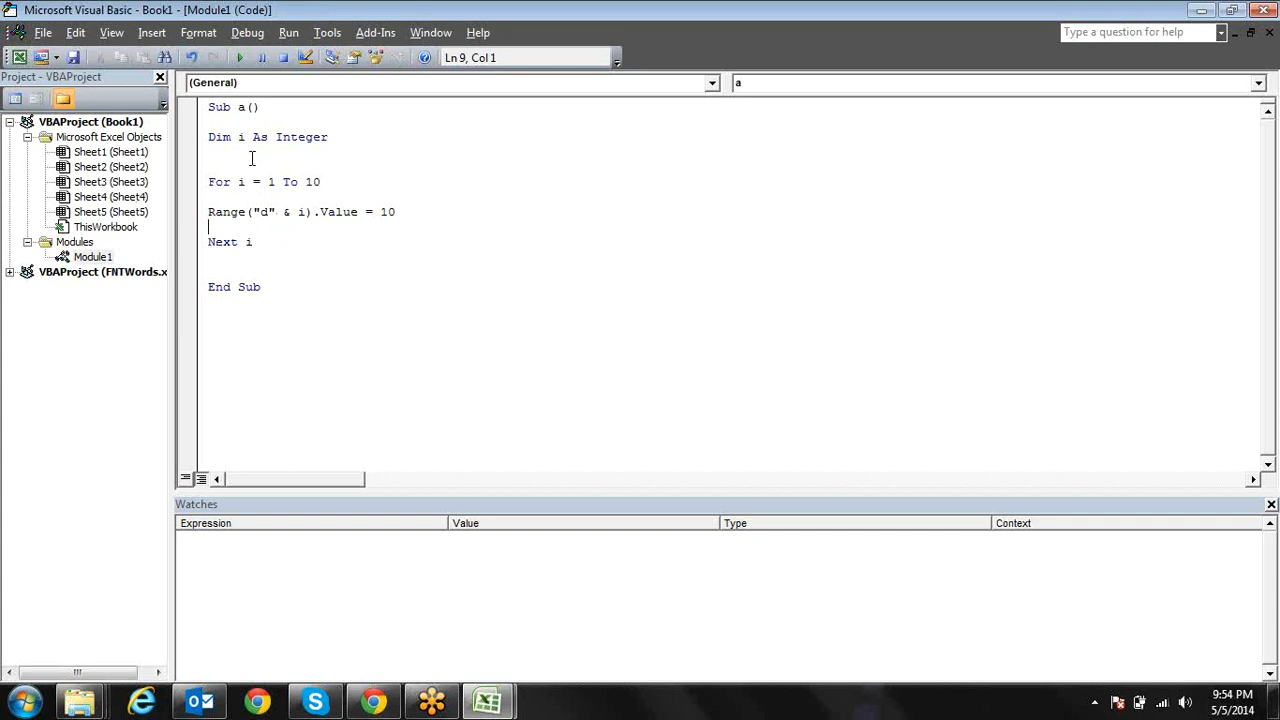 Microsoft Visual Basic - Book1 - [Module1 (Code)]
File Edit View Insert Format Debug Run Tools Add-Ins Window Help
Type a question for help
Ln 9, Col 1
Project - VBAProject
(General)
a
VBAProject (Book1)
Microsoft Excel Objects
Sheet1 (Sheet1)
Sheet2 (Sheet2)
Sheet3 (Sheet3)
Sheet4 (Sheet4)
Sheet5 (Sheet5)
ThisWorkbook
Modules
Module1
VBAProject (FNTWords.x
Sub a()
Dim i As Integer
For i = 1 To 10
Range("d" & i).Value = 10
Next i
End Sub
Watches
Expression Value Type Context
9:54 PM
5/5/2014